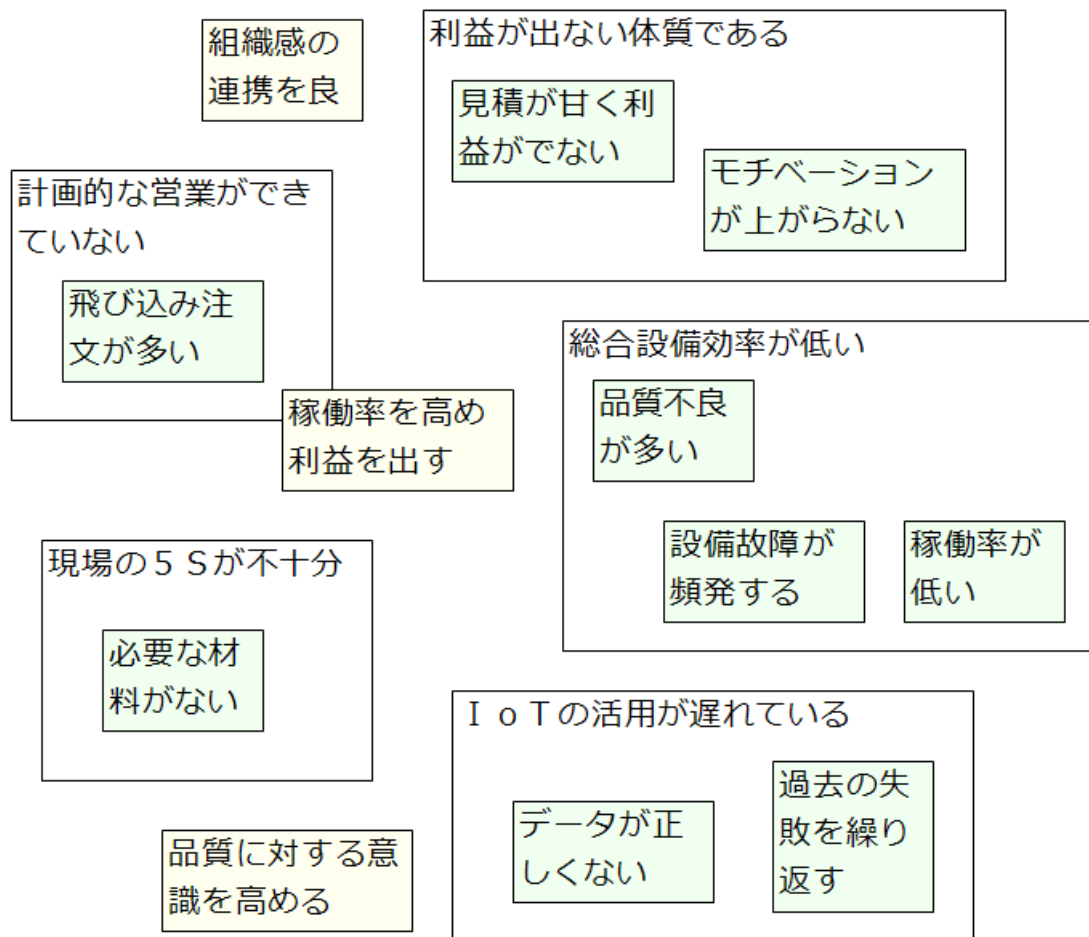 組織感の
連携を良
利益が出ない体質である
見積が甘く利
益がでない
モチベーション
が上がらない
計画的な営業ができ
ていない
飛び込み注
文が多い
稼働率を高め
利益を出す
総合設備効率が低い
品質不良
が多い
設備故障が
頻発する
稼働率が
低い
現場の５Ｓが不十分
必要な材
料がない
ＩｏＴの活用が遅れている
データが正
しくない
過去の失
敗を繰り
返す
品質に対する意
識を高める